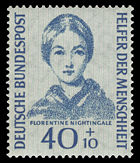 DEUTSCHE BUNDESPOST
HELFER DER MENSCHHEIT
FLORENTINE NIGHTINGALE
40+10